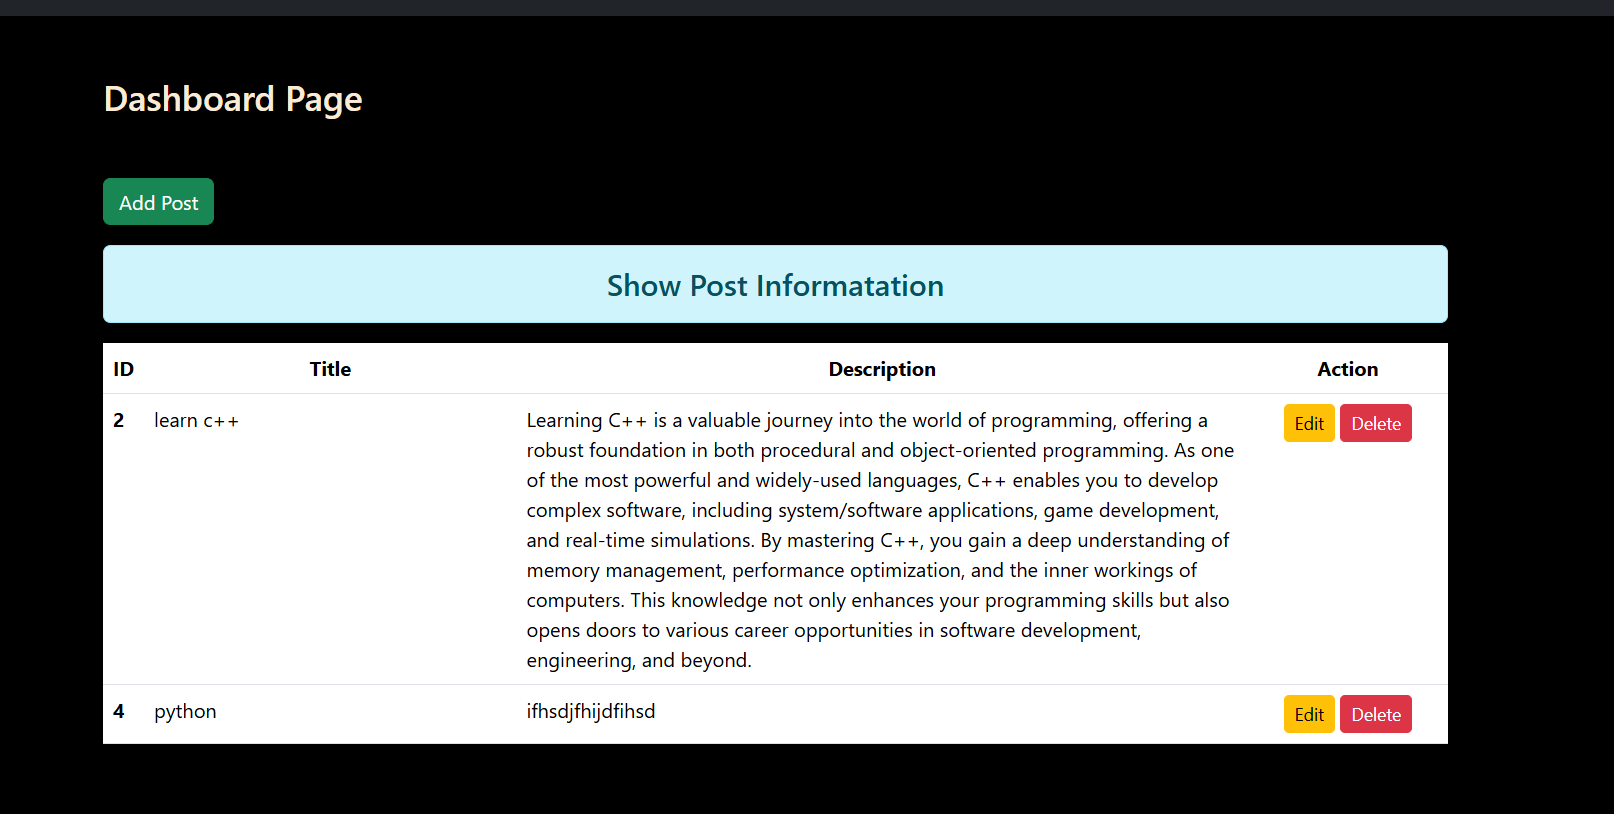 Dashboard Page
Add Post
Show Post Informatation
ID Title Description Action
2 learn c++ Learning C++ is a valuable journey into the world of programming, offering a Edit Delete
robust foundation in both procedural and object-oriented programming. As one
of the most powerful and widely-used languages, C++ enables you to develop
complex software, including system/software applications, game development,
and real-time simulations. By mastering C++, you gain a deep understanding of
memory management, performance optimization, and the inner workings of
computers. This knowledge not only enhances your programming skills but also
opens doors to various career opportunities in software development,
engineering, and beyond.
4 python ifhsdjfhijdfihsd Edit Delete